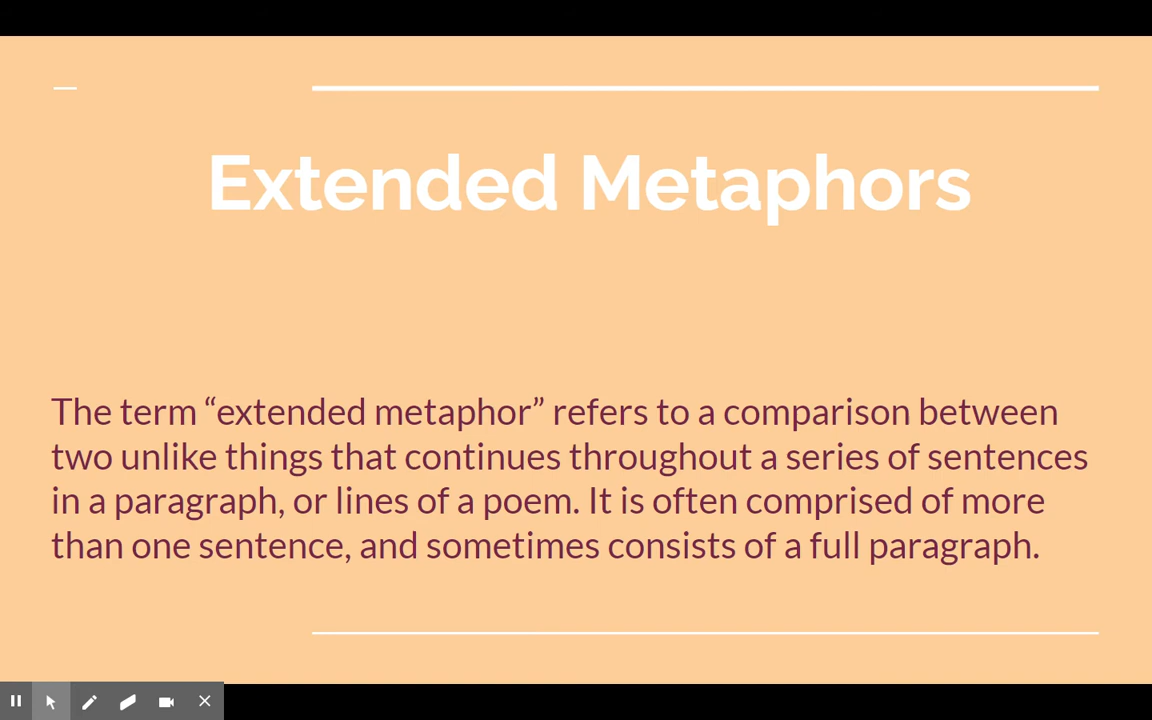 Extended Metaphors
The term “extended metaphor” refers to a comparison between
two unlike things that continues throughout a series of sentences
in a paragraph, or lines of a poem. It is often comprised of more
than one sentence, and sometimes consists of a full paragraph.